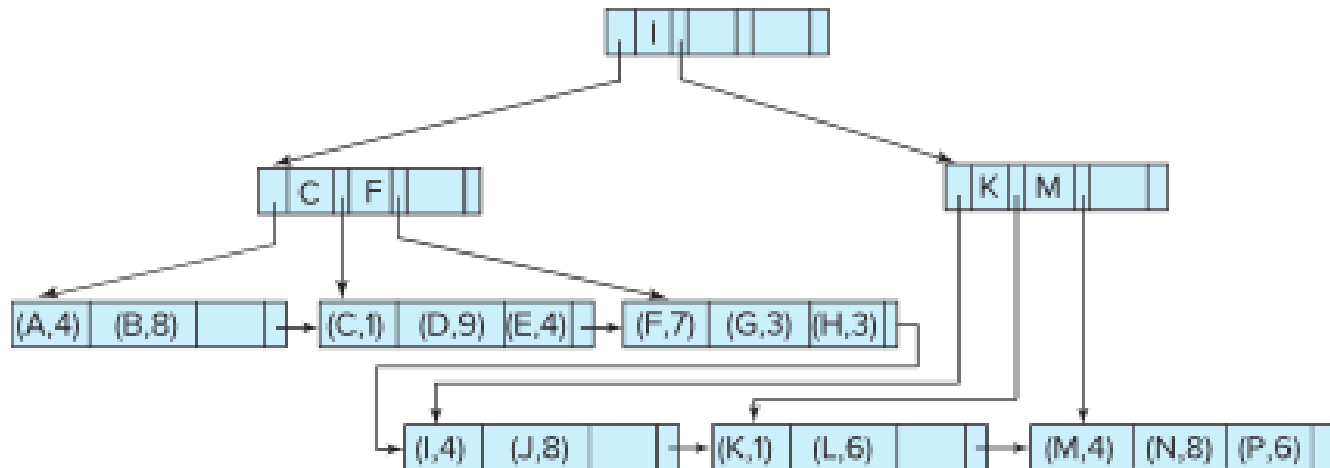 I
C F
K M
(A,4) (B,8)
(C,1) (D,9) (E,4)
(F,7) (G,3) (H,3)
(I,4) (J,8)
(K,1) (L,6)
(M,4) (N,8) (P,6)